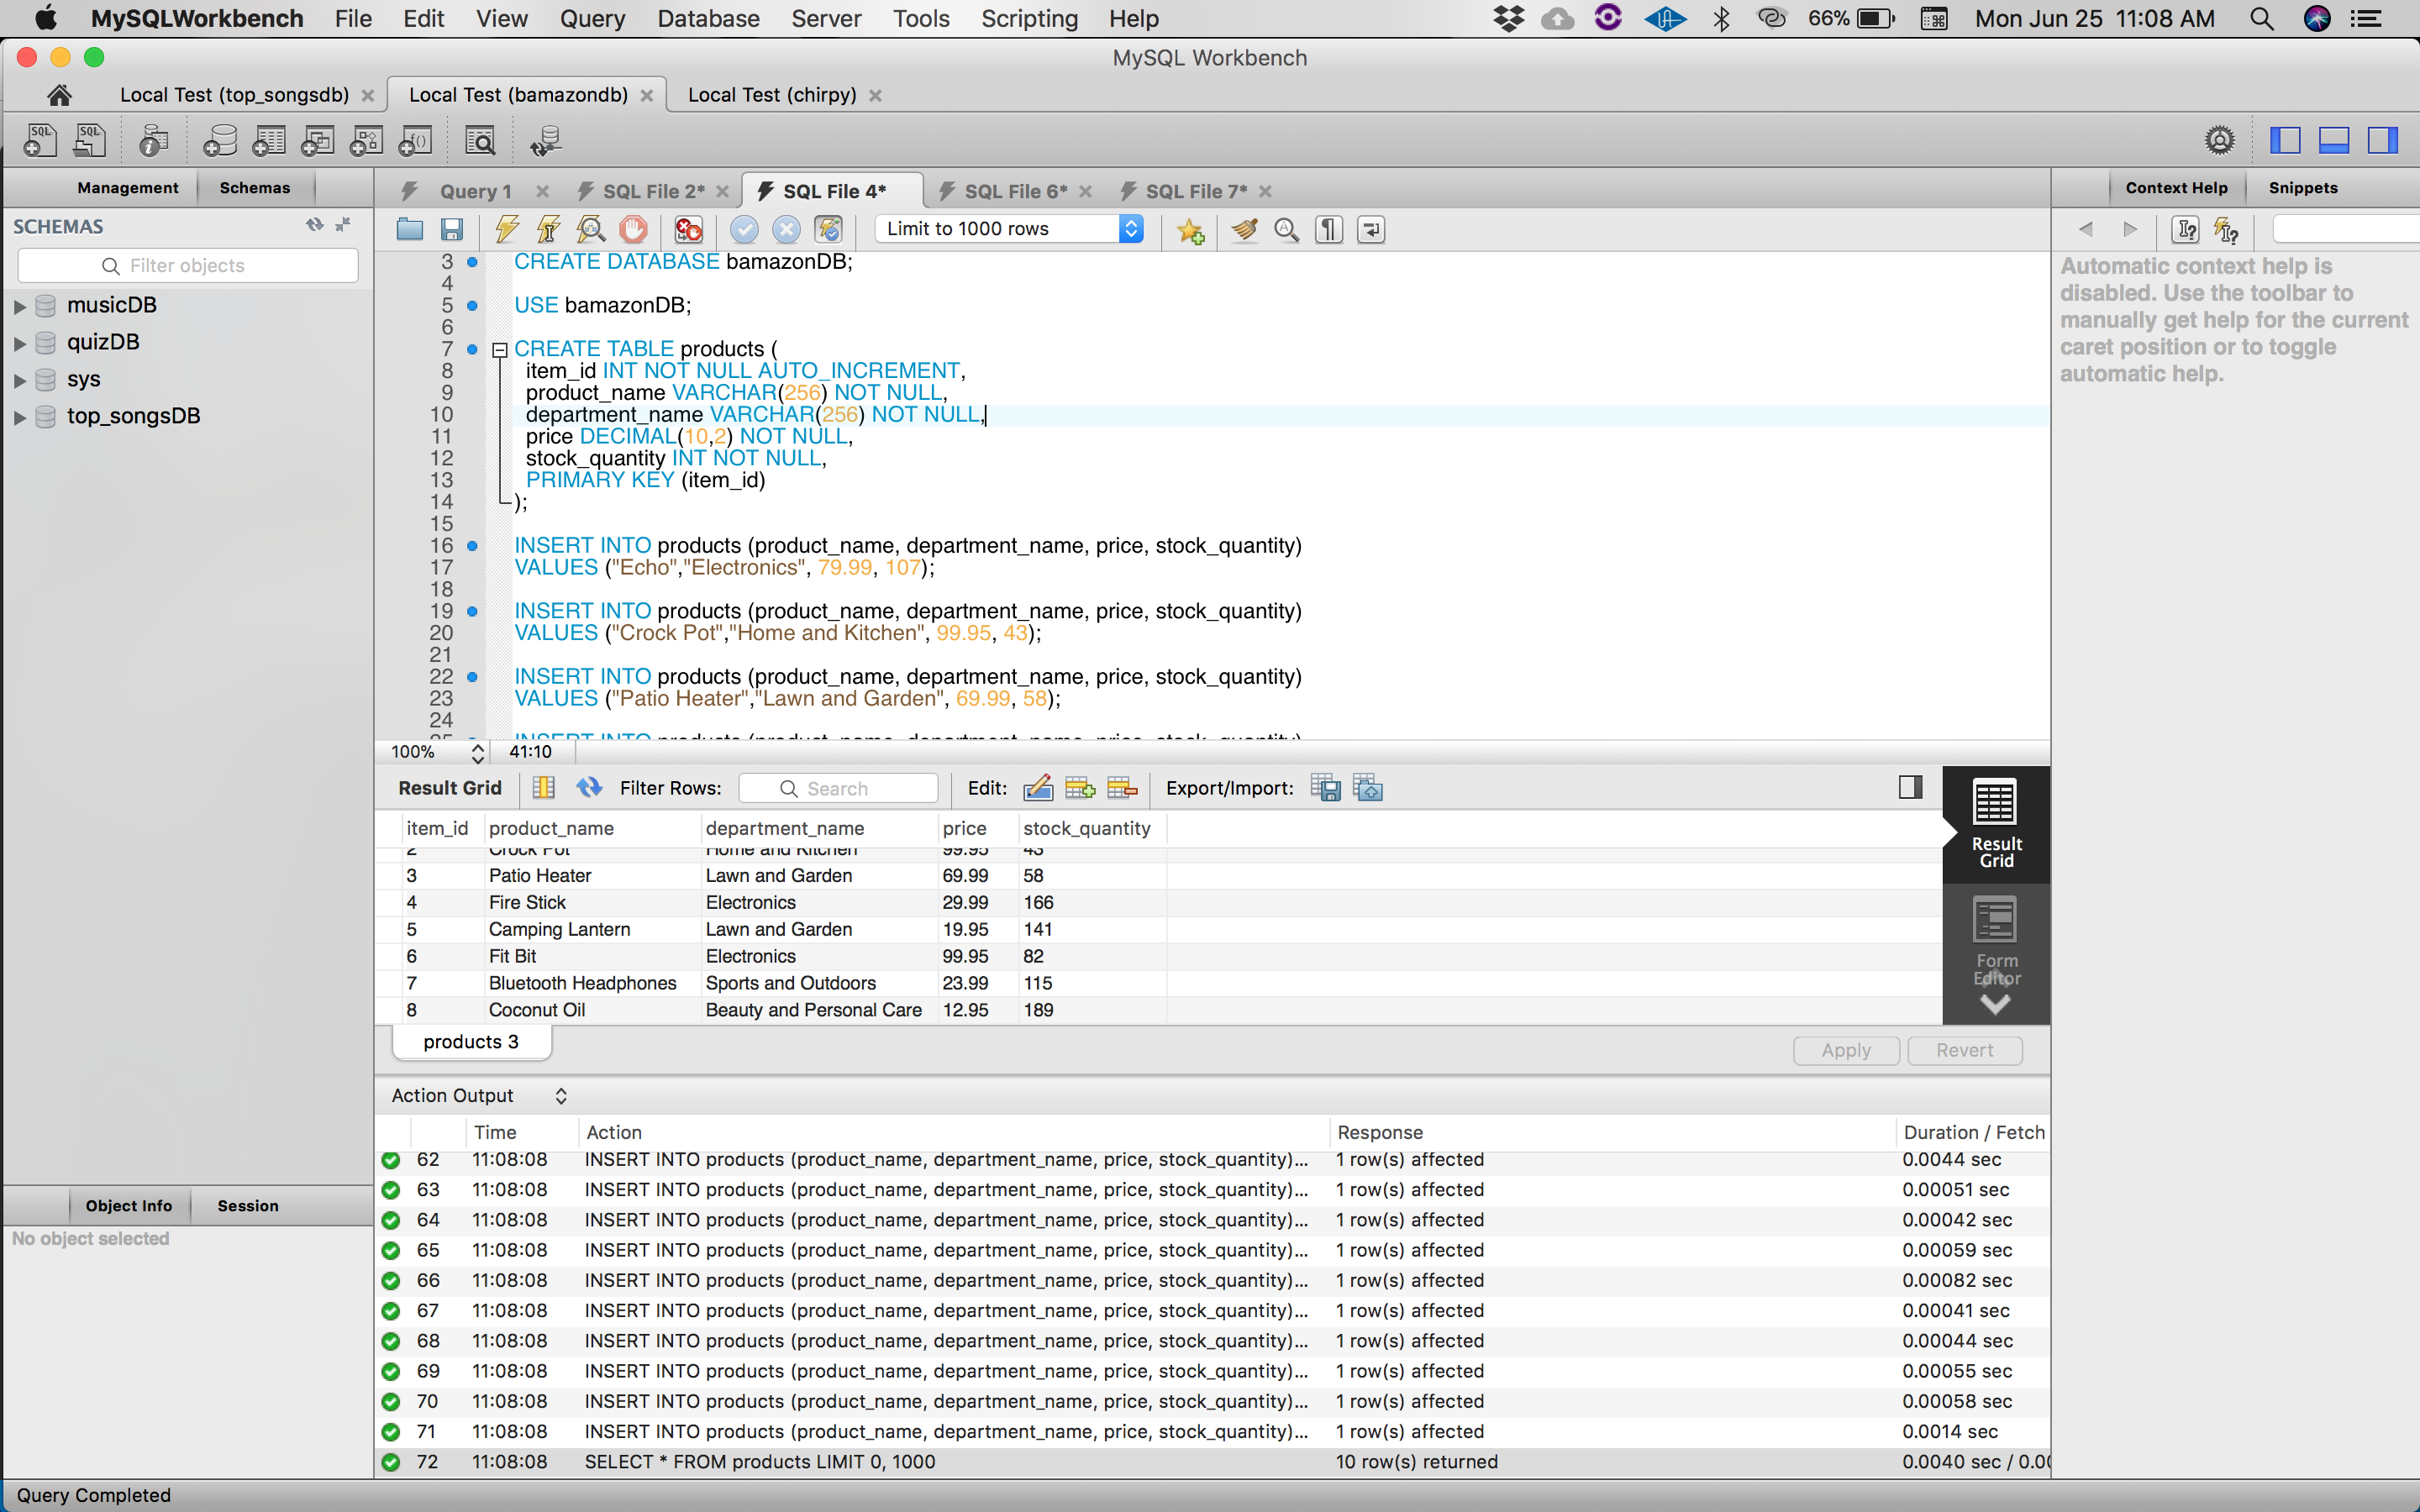 MySQLWorkbench File Edit View Query Database Server Tools Scripting Help 66% Mon Jun 25 11:08 AM
MySQL Workbench
Local Test (top_songsdb) Local Test (bamazondb) Local Test (chirpy)
Management Schemas
Query 1 SQL File 2* SQL File 4* SQL File 6* SQL File 7*
Context Help Snippets
SCHEMAS
Filter objects
musicDB
quizDB
sys
top_songsDB
Limit to 1000 rows
3 CREATE DATABASE bamazonDB;
4
5 USE bamazonDB;
6
7 CREATE TABLE products (
8 item_id INT NOT NULL AUTO_INCREMENT,
9 product_name VARCHAR(256) NOT NULL,
10 department_name VARCHAR(256) NOT NULL,
11 price DECIMAL(10,2) NOT NULL,
12 stock_quantity INT NOT NULL,
13 PRIMARY KEY (item_id)
14 );
15
16 INSERT INTO products (product_name, department_name, price, stock_quantity)
17 VALUES ("Echo","Electronics", 79.99, 107);
18
19 INSERT INTO products (product_name, department_name, price, stock_quantity)
20 VALUES ("Crock Pot","Home and Kitchen", 99.95, 43);
21
22 INSERT INTO products (product_name, department_name, price, stock_quantity)
23 VALUES ("Patio Heater","Lawn and Garden", 69.99, 58);
24
25 INSERT INTO products (product_name, department_name, price, stock_quantity)
Automatic context help is
disabled. Use the toolbar to
manually get help for the current
caret position or to toggle
automatic help.
100% 41:10
Result Grid Filter Rows: Search Edit: Export/Import:
item_id product_name department_name price stock_quantity
2 Crock Pot Home and Kitchen 99.95 43
3 Patio Heater Lawn and Garden 69.99 58
4 Fire Stick Electronics 29.99 166
5 Camping Lantern Lawn and Garden 19.95 141
6 Fit Bit Electronics 99.95 82
7 Bluetooth Headphones Sports and Outdoors 23.99 115
8 Coconut Oil Beauty and Personal Care 12.95 189
Result
Grid
Form
Editor
products 3
Apply Revert
Action Output
Time Action Response Duration / Fetch
62 11:08:08 INSERT INTO products (product_name, department_name, price, stock_quantity)... 1 row(s) affected 0.0044 sec
63 11:08:08 INSERT INTO products (product_name, department_name, price, stock_quantity)... 1 row(s) affected 0.00051 sec
64 11:08:08 INSERT INTO products (product_name, department_name, price, stock_quantity)... 1 row(s) affected 0.00042 sec
65 11:08:08 INSERT INTO products (product_name, department_name, price, stock_quantity)... 1 row(s) affected 0.00059 sec
66 11:08:08 INSERT INTO products (product_name, department_name, price, stock_quantity)... 1 row(s) affected 0.00082 sec
67 11:08:08 INSERT INTO products (product_name, department_name, price, stock_quantity)... 1 row(s) affected 0.00041 sec
68 11:08:08 INSERT INTO products (product_name, department_name, price, stock_quantity)... 1 row(s) affected 0.00044 sec
69 11:08:08 INSERT INTO products (product_name, department_name, price, stock_quantity)... 1 row(s) affected 0.00055 sec
70 11:08:08 INSERT INTO products (product_name, department_name, price, stock_quantity)... 1 row(s) affected 0.00058 sec
71 11:08:08 INSERT INTO products (product_name, department_name, price, stock_quantity)... 1 row(s) affected 0.0014 sec
72 11:08:08 SELECT * FROM products LIMIT 0, 1000 10 row(s) returned 0.0040 sec / 0.00
Object Info Session
No object selected
Query Completed